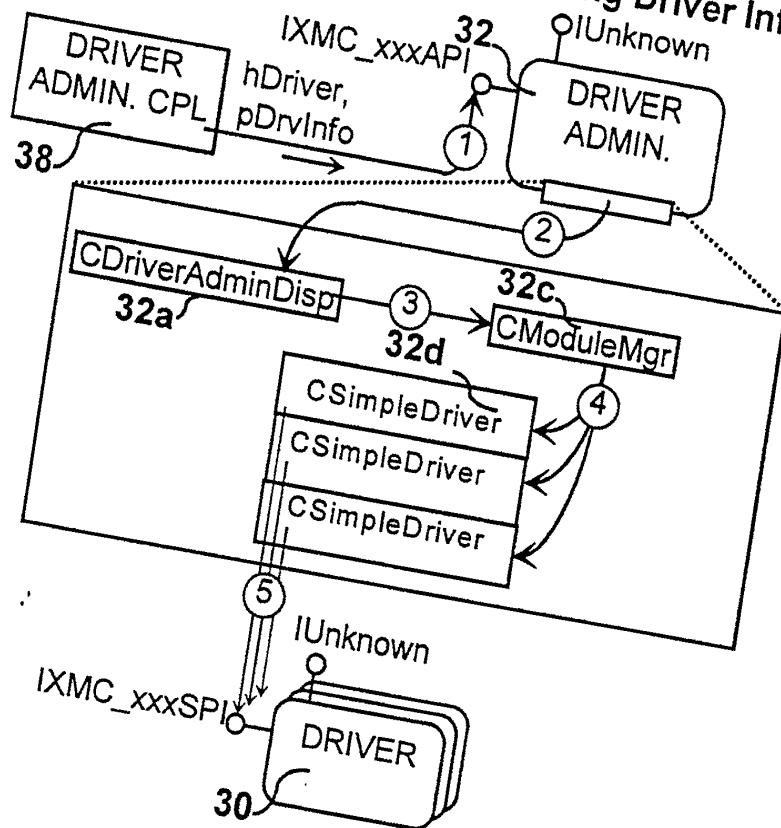 ng Driver Inf
32
IUnknown
IXMC_xxxAPI
DRIVER
ADMIN. CPL
hDriver,
pDrvInfo
DRIVER
ADMIN.
38
1
2
CDriverAdminDisp
32a
3
32c
CModuleMgr
32d
4
CSimpleDriver
CSimpleDriver
CSimpleDriver
5
IUnknown
IXMC_xxxSPI
DRIVER
30